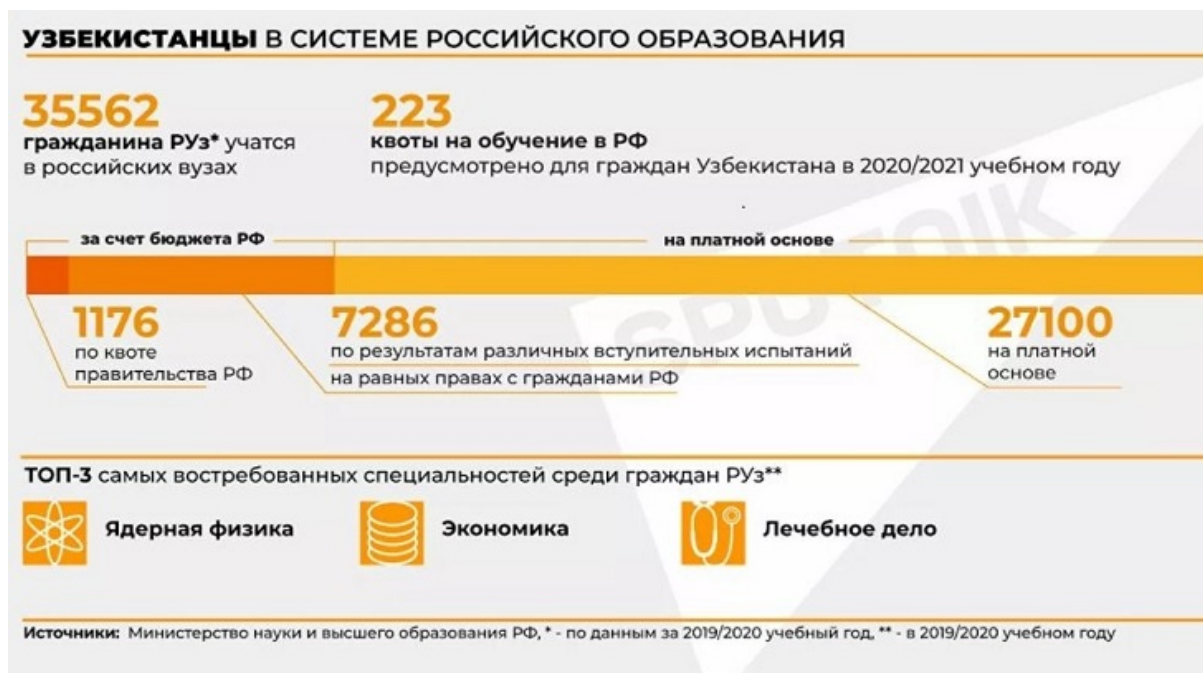 УЗБЕКИСТАНЦЫ В СИСТЕМЕ РОССИЙСКОГО ОБРАЗОВАНИЯ
35562
гражданина РУз* учатся
в российских вузах
223
квоты на обучение в РФ
предусмотрено для граждан Узбекистана в 2020/2021 учебном году
за счет бюджета РФ
на платной основе
1176
по квоте
правительства РФ
7286
по результатам различных вступительных испытаний
на равных правах с гражданами РФ
27100
на платной
основе
SPUTNIK
ТОП-3 самых востребованных специальностей среди граждан РУз**
Ядерная физика
Экономика
Лечебное дело
Источники: Министерство науки и высшего образования РФ, * - по данным за 2019/2020 учебный год, ** - в 2019/2020 учебном году